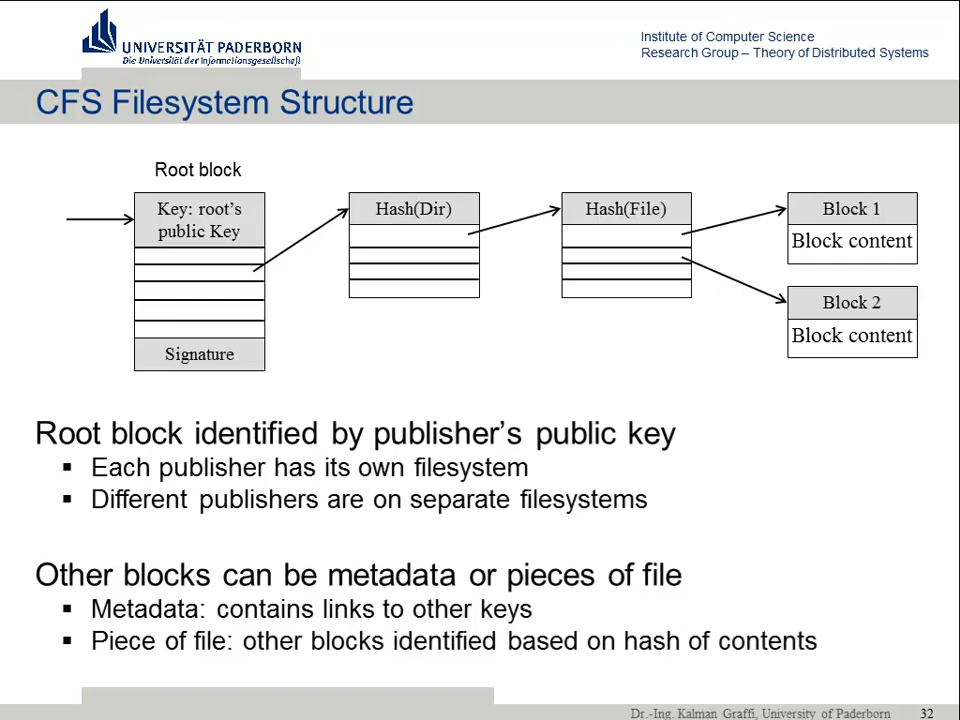 UNIVERSITÄT PADERBORN
Die Universität der Informationsgesellschaft
Institute of Computer Science
Research Group – Theory of Distributed Systems
CFS Filesystem Structure
Root block
Key: root's
public Key
Signature
Hash(Dir)
Hash(File)
Block 1
Block content
Block 2
Block content
Root block identified by publisher's public key
▪ Each publisher has its own filesystem
▪ Different publishers are on separate filesystems
Other blocks can be metadata or pieces of file
▪ Metadata: contains links to other keys
▪ Piece of file: other blocks identified based on hash of contents
Dr.-Ing. Kalman Graffi, University of Paderborn 32